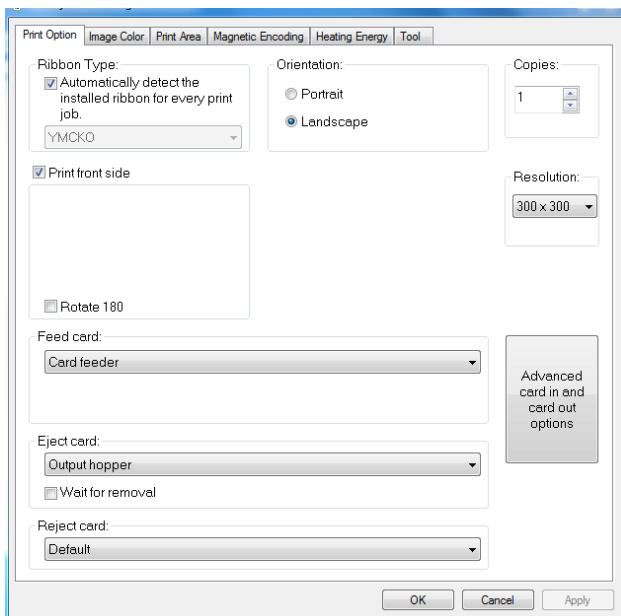 Print Option Image Color Print Area Magnetic Encoding Heating Energy Tool
Ribbon Type:
Automatically detect the
installed ribbon for every print
job.
YMCKO
Orientation:
Portrait
Landscape
Copies:
1
Print front side
Rotate 180
Resolution:
300 x 300
Feed card:
Card feeder
Advanced
card in and
card out
options
Eject card:
Output hopper
Wait for removal
Reject card:
Default
OK Cancel Apply